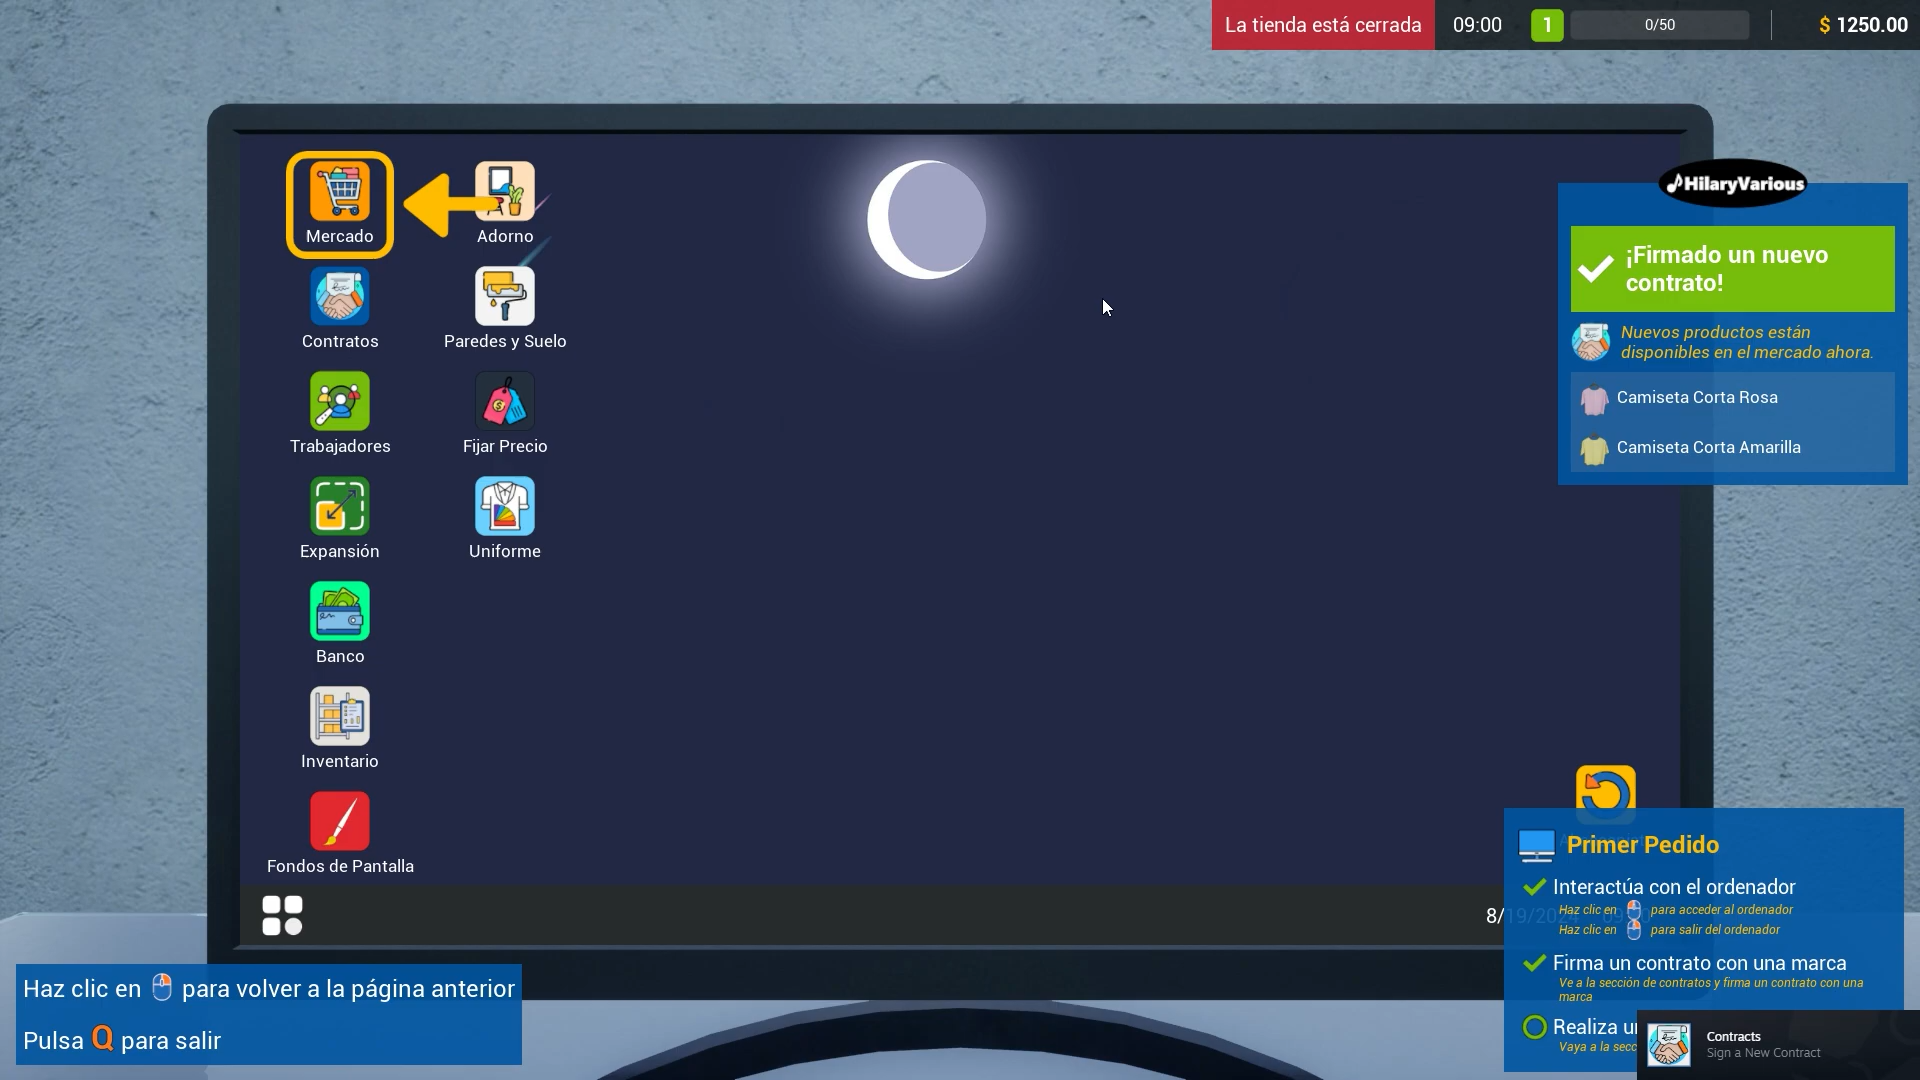 La tienda está cerrada
09:00
1
0/50
$ 1250.00
Mercado
Adorno
HilaryVarious
¡Firmado un nuevo
contrato!
Nuevos productos están
disponibles en el mercado ahora.
Camiseta Corta Rosa
Camiseta Corta Amarilla
Contratos
Paredes y Suelo
Trabajadores
Fijar Precio
Expansión
Uniforme
Banco
Inventario
Fondos de Pantalla
8/19/2024
Primer Pedido
Interactúa con el ordenador
Haz clic en para acceder al ordenador
Haz clic en para salir del ordenador
Firma un contrato con una marca
Ve a la sección de contratos y firma un contrato con una
marca
Realiza
Vaya a la
Contracts
Sign a New Contract
Haz clic en para volver a la página anterior
Pulsa Q para salir